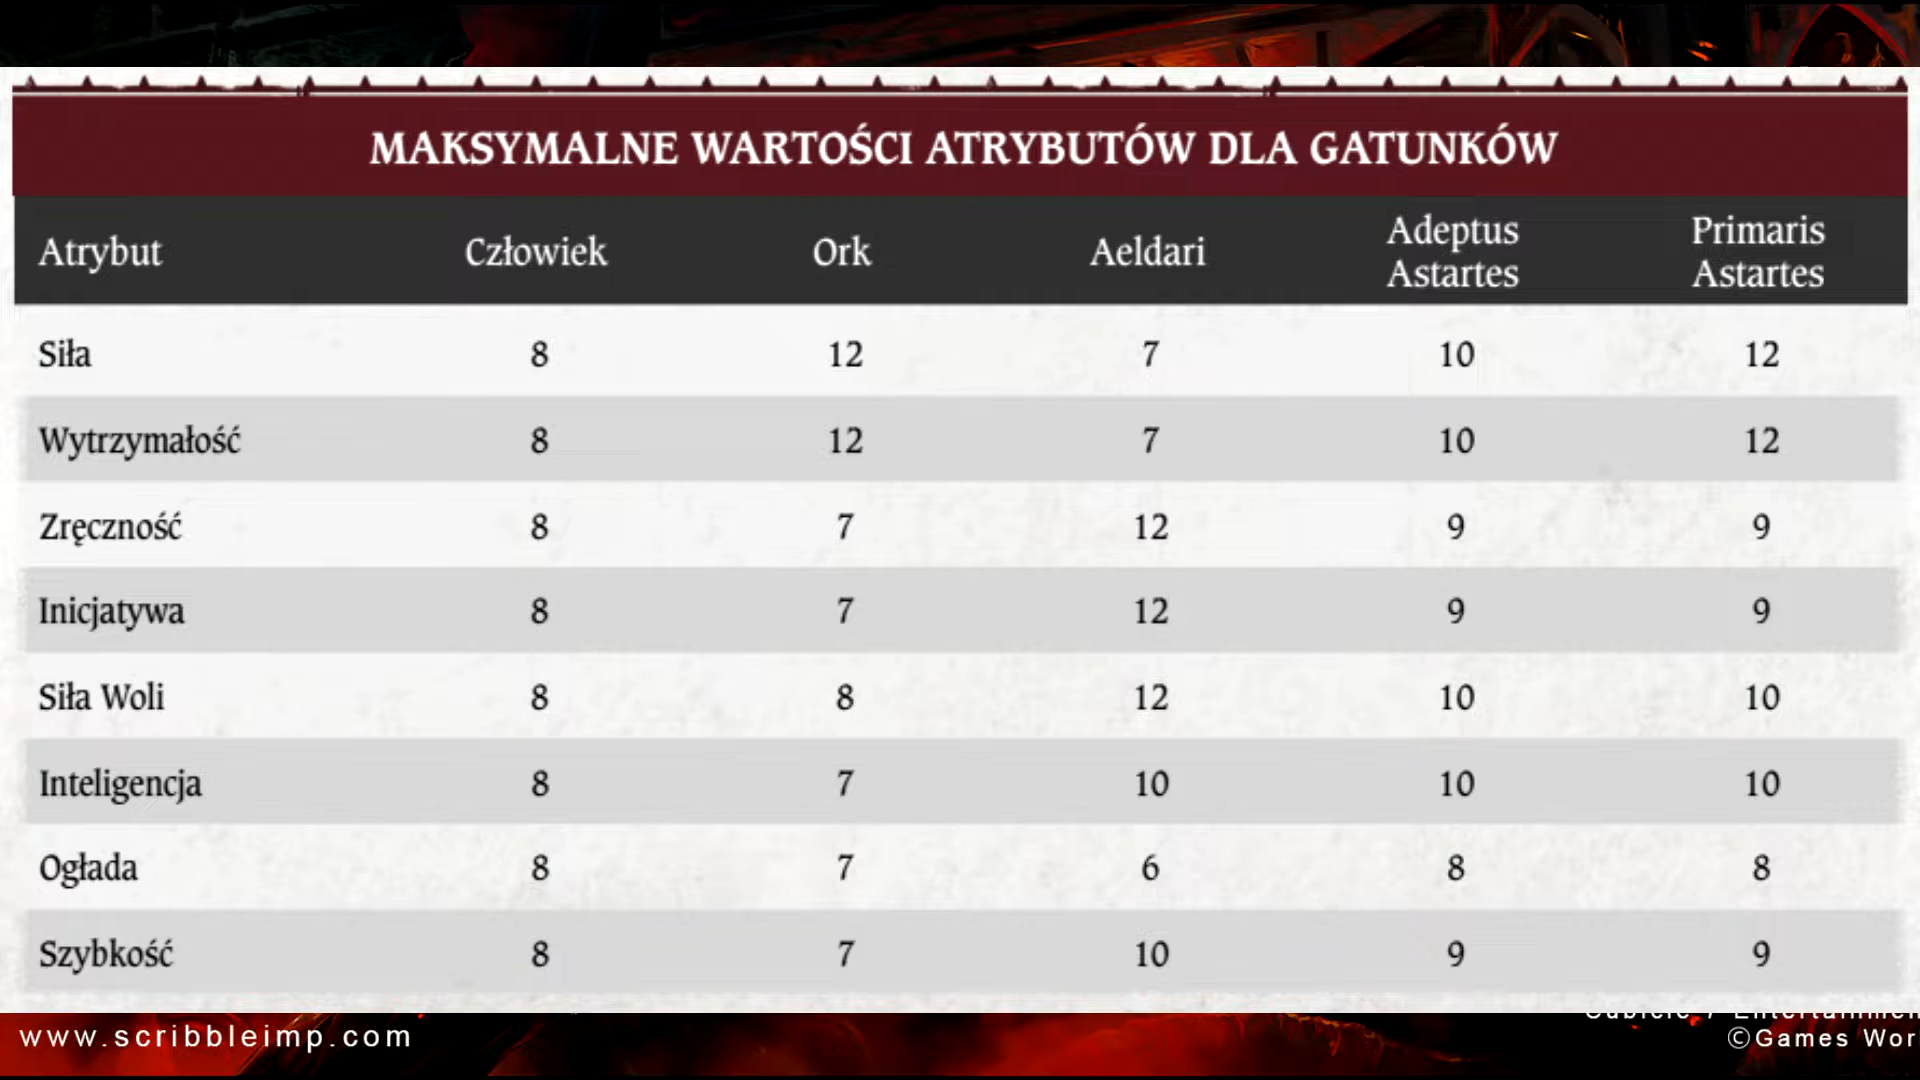 MAKSYMALNE WARTOŚCI ATRYBUTÓW DLA GATUNKÓW
Atrybut Człowiek Ork Aeldari Adeptus Astartes Primaris Astartes
Siła 8 12 7 10 12
Wytrzymałość 8 12 7 10 12
Zręczność 8 7 12 9 9
Inicjatywa 8 7 12 9 9
Siła Woli 8 8 12 10 10
Inteligencja 8 7 10 10 10
Ogłada 8 7 6 8 8
Szybkość 8 7 10 9 9
www.scribbleimp.com
©Games Wor